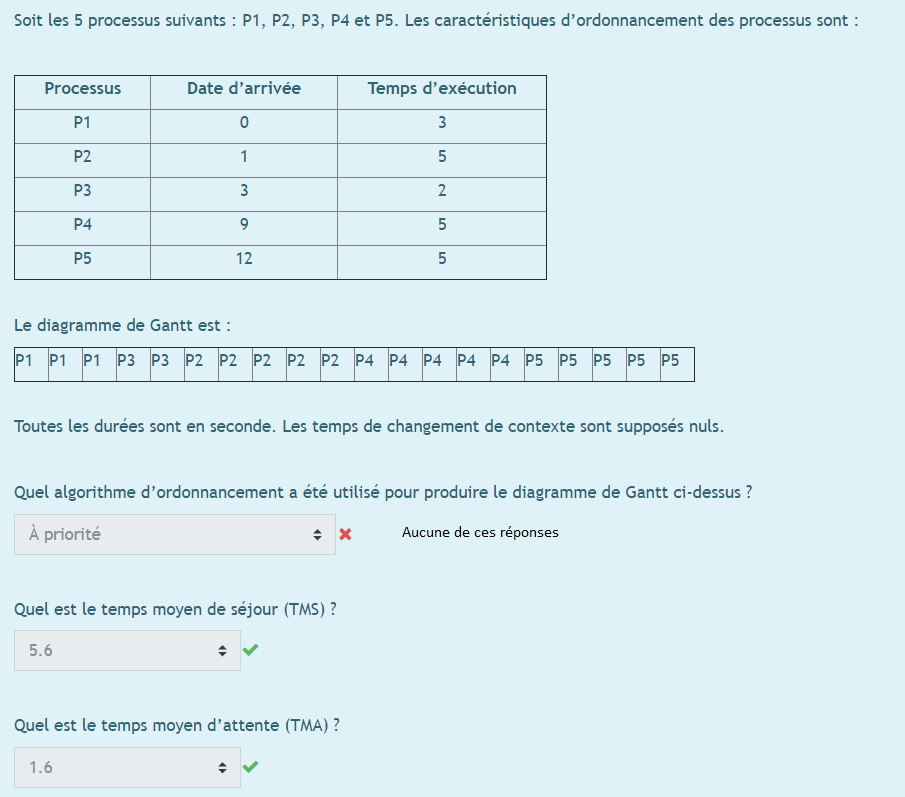 Soit les 5 processus suivants : P1, P2, P3, P4 et P5. Les caractéristiques d’ordonnancement des processus sont :
Processus Date d’arrivée Temps d’exécution
P1 0 3
P2 1 5
P3 3 2
P4 9 5
P5 12 5
Le diagramme de Gantt est :
P1 P1 P1 P3 P3 P2 P2 P2 P2 P2 P4 P4 P4 P4 P4 P5 P5 P5 P5 P5
Toutes les durées sont en seconde. Les temps de changement de contexte sont supposés nuls.
Quel algorithme d’ordonnancement a été utilisé pour produire le diagramme de Gantt ci-dessus ?
À priorité Aucune de ces réponses
Quel est le temps moyen de séjour (TMS) ?
5.6
Quel est le temps moyen d’attente (TMA) ?
1.6